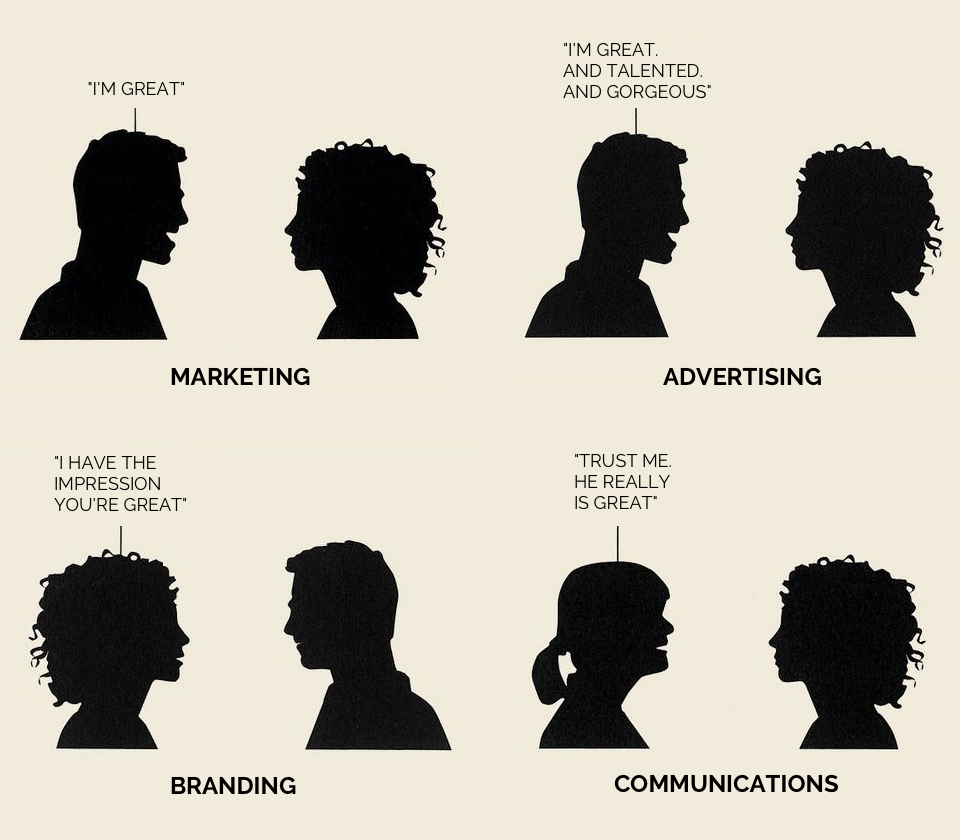 "I'M GREAT"
MARKETING
"I'M GREAT.
AND TALENTED.
AND GORGEOUS"
ADVERTISING
"I HAVE THE
IMPRESSION
YOU'RE GREAT"
BRANDING
"TRUST ME.
HE REALLY
IS GREAT"
COMMUNICATIONS